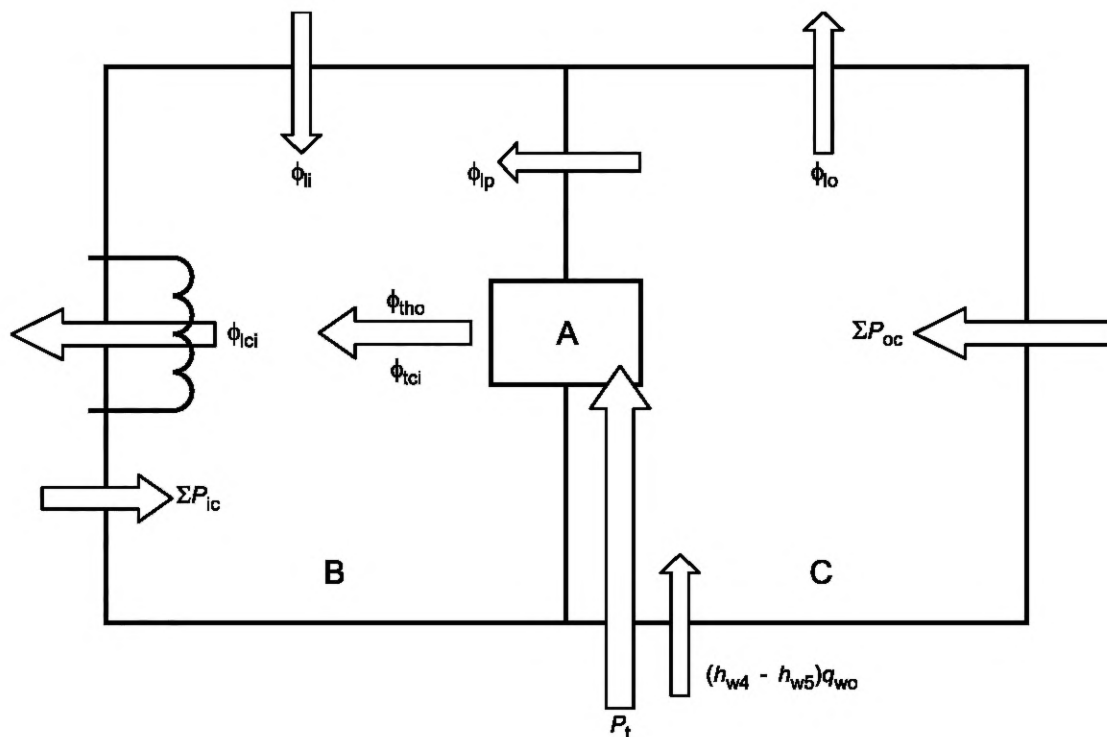 ϕli
ϕlp
ϕlo
ϕtho
ϕlci
A
ΣPoc
ϕtci
ΣPic
B
C
(hw4 - hw5)qwo
Pt